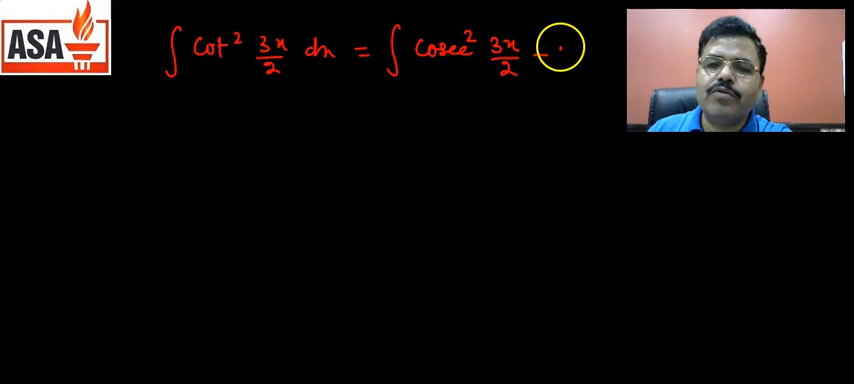 ASA
∫ cot² 3x/2 dx = ∫ cosec² 3x/2 -